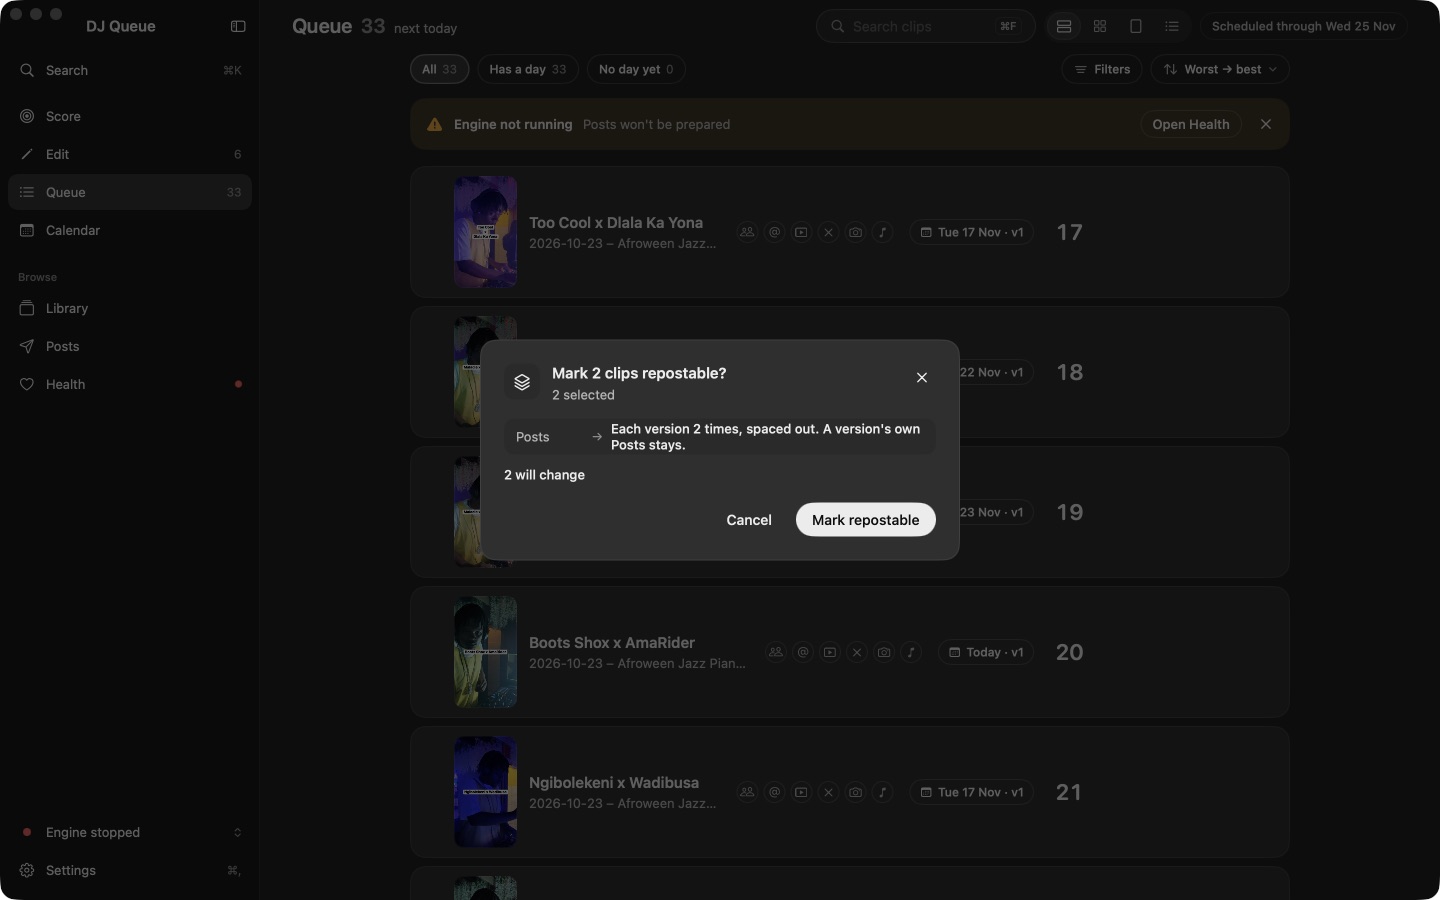 DJ Queue
Search ⌘K
Score
Edit 6
Queue 33
Calendar
Browse
Library
Posts
Health
Engine stopped
Settings ⌘,
Queue 33 next today
Search clips ⌘F
Scheduled through Wed 25 Nov
All 33
Has a day 33
No day yet 0
Filters
Worst → best
Engine not running Posts won't be prepared
Open Health
Too Cool x Dlala Ka Yona
2026-10-23 – Afroween Jazz...
Tue 17 Nov · v1
17
22 Nov · v1
18
Mark 2 clips repostable?
2 selected
Posts → Each version 2 times, spaced out. A version's own
Posts stays.
2 will change
Cancel
Mark repostable
23 Nov · v1
19
Boots Shox x AmaRider
2026-10-23 – Afroween Jazz Pian...
Today · v1
20
Ngibolekeni x Wadibusa
2026-10-23 – Afroween Jazz...
Tue 17 Nov · v1
21